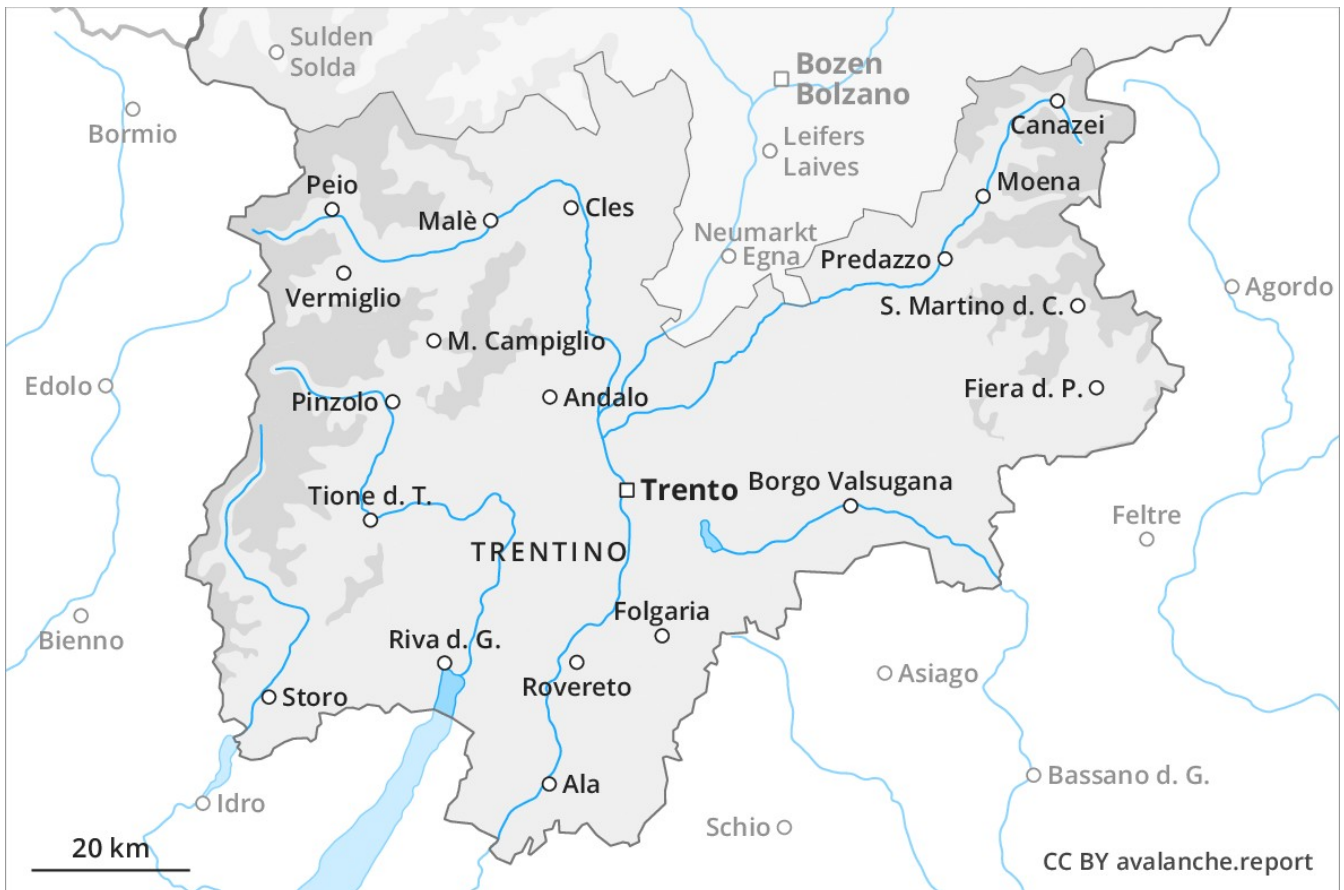 Sulden
Solda
Bozen
Bolzano
Bormio
Canazei
Leifers
Laives
Peio
Moena
Malè
Cles
Neumarkt
Egna
Predazzo
Vermiglio
Agordo
S. Martino d. C.
M. Campiglio
Edolo
Fiera d. P.
Pinzolo
Andalo
Trento
Borgo Valsugana
Tione d. T.
Feltre
TRENTINO
Folgaria
Bienno
Riva d. G.
Asiago
Rovereto
Storo
Bassano d. G.
Ala
Idro
Schio
20 km
CC BY avalanche.report